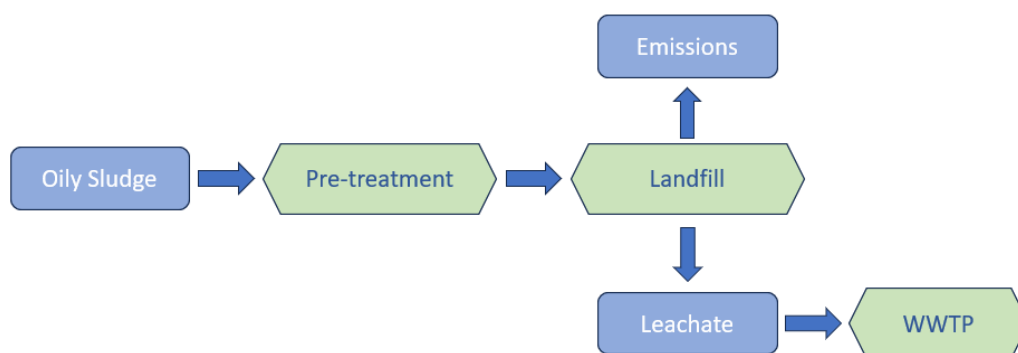 Emissions
Oily Sludge
Pre-treatment
Landfill
Leachate
WWTP